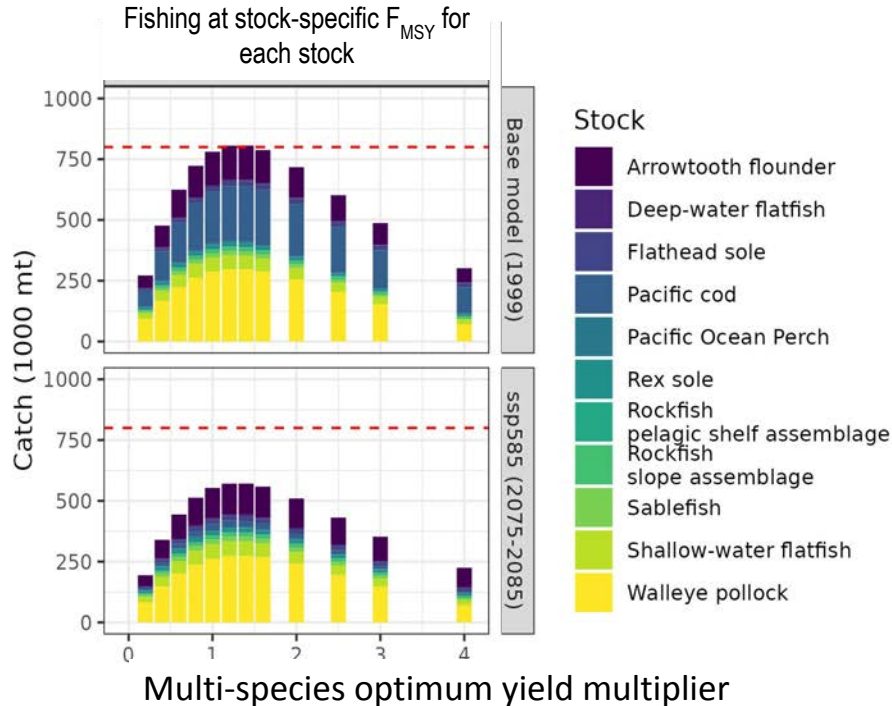 Fishing at stock-specific FMSY for
each stock
1000
750
500
250
0
Base model (1999)
1000
750
500
250
0
ssp585 (2075-2085)
Catch (1000 mt)
0 1 2 3 4
Multi-species optimum yield multiplier
Stock
Arrowtooth flounder
Deep-water flatfish
Flathead sole
Pacific cod
Pacific Ocean Perch
Rex sole
Rockfish
pelagic shelf assemblage
Rockfish
slope assemblage
Sablefish
Shallow-water flatfish
Walleye pollock